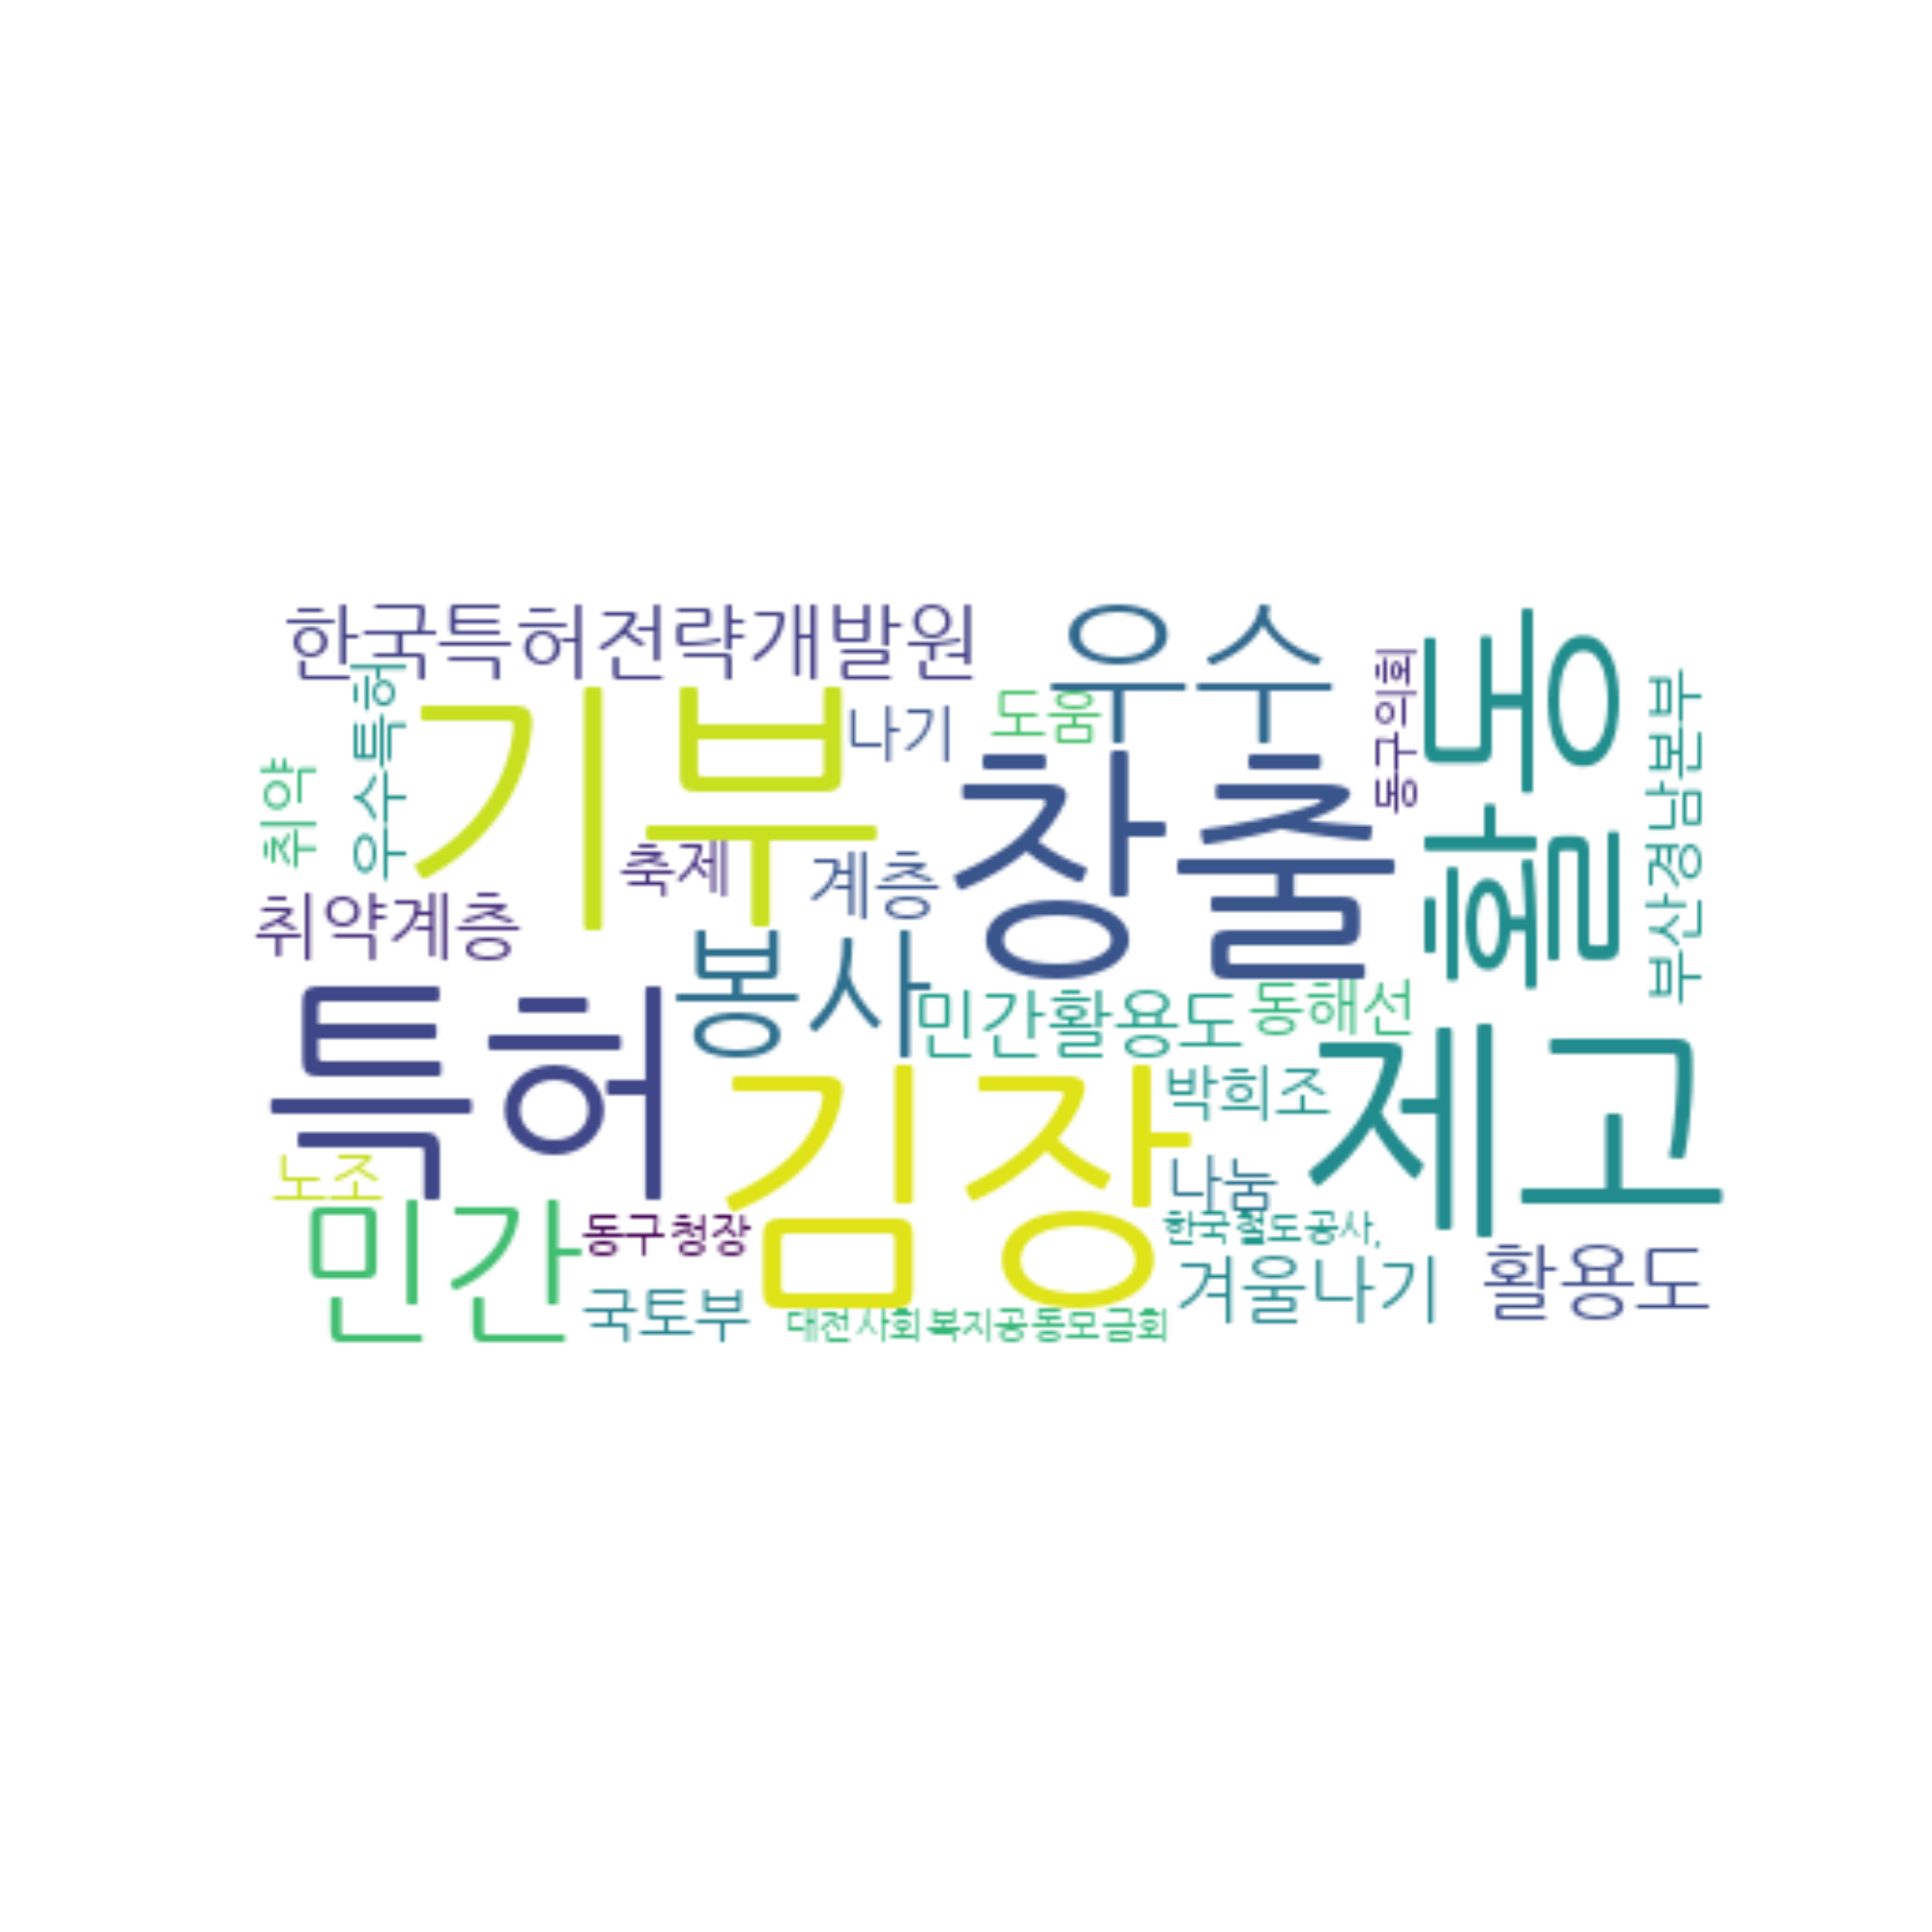 한국특허전략개발원
우수
활동
동구의회
부산경남본부
우수특허
기부
나기
도움
취약
창출
축제
계층
취약계층
봉사
특허
민간활용도
동해선
제고
김장
박희조
노조
나눔
민간
동구청장
한국철도공사,
겨울나기
활용도
국토부
대전사회복지공동모금회